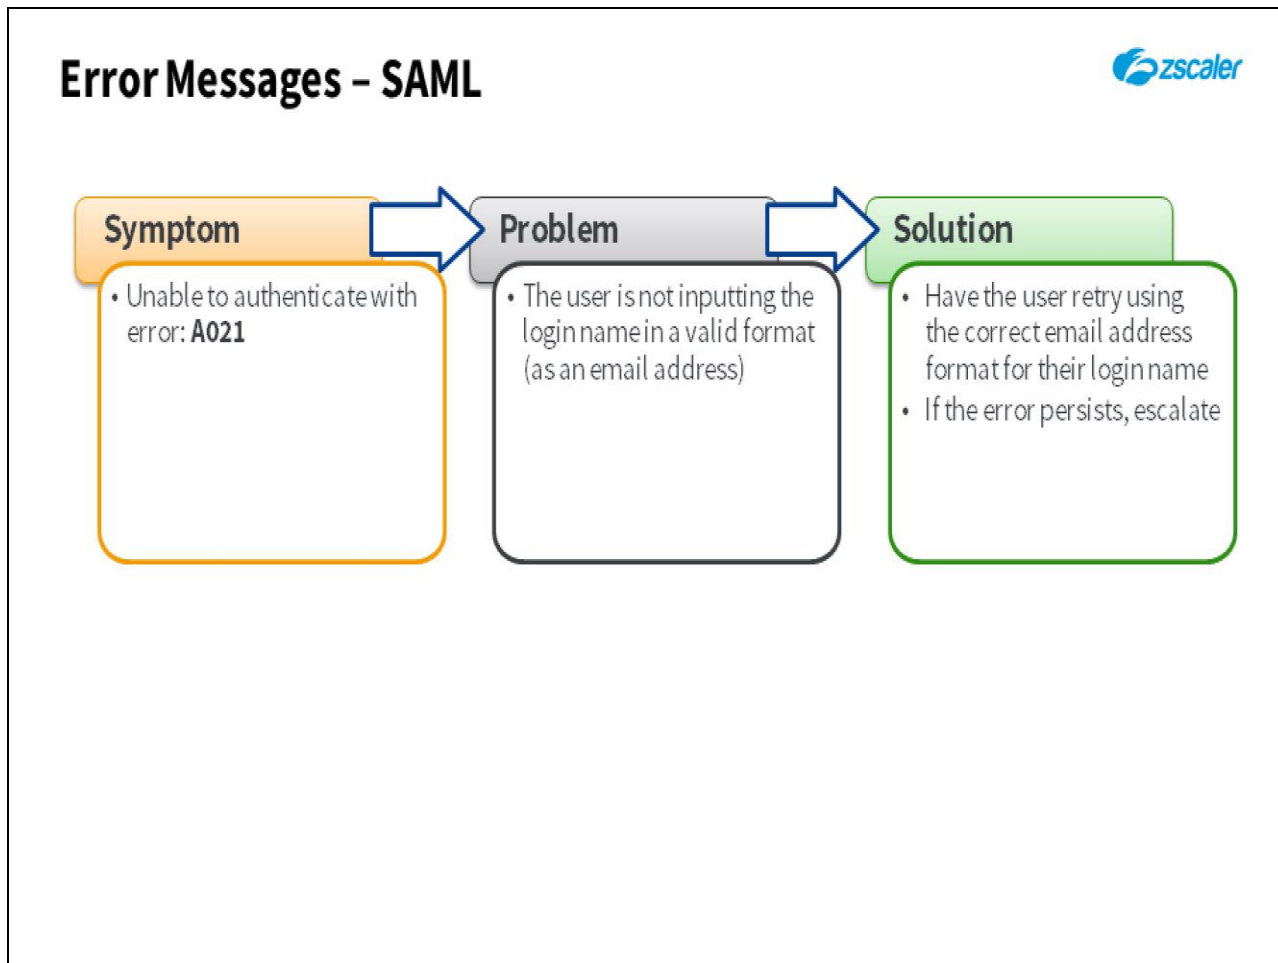 Error Messages – SAML
zscaler
Symptom
• Unable to authenticate with
error: A021
Problem
• The user is not inputting the
login name in a valid format
(as an email address)
Solution
• Have the user retry using
the correct email address
format for their login name
• If the error persists, escalate